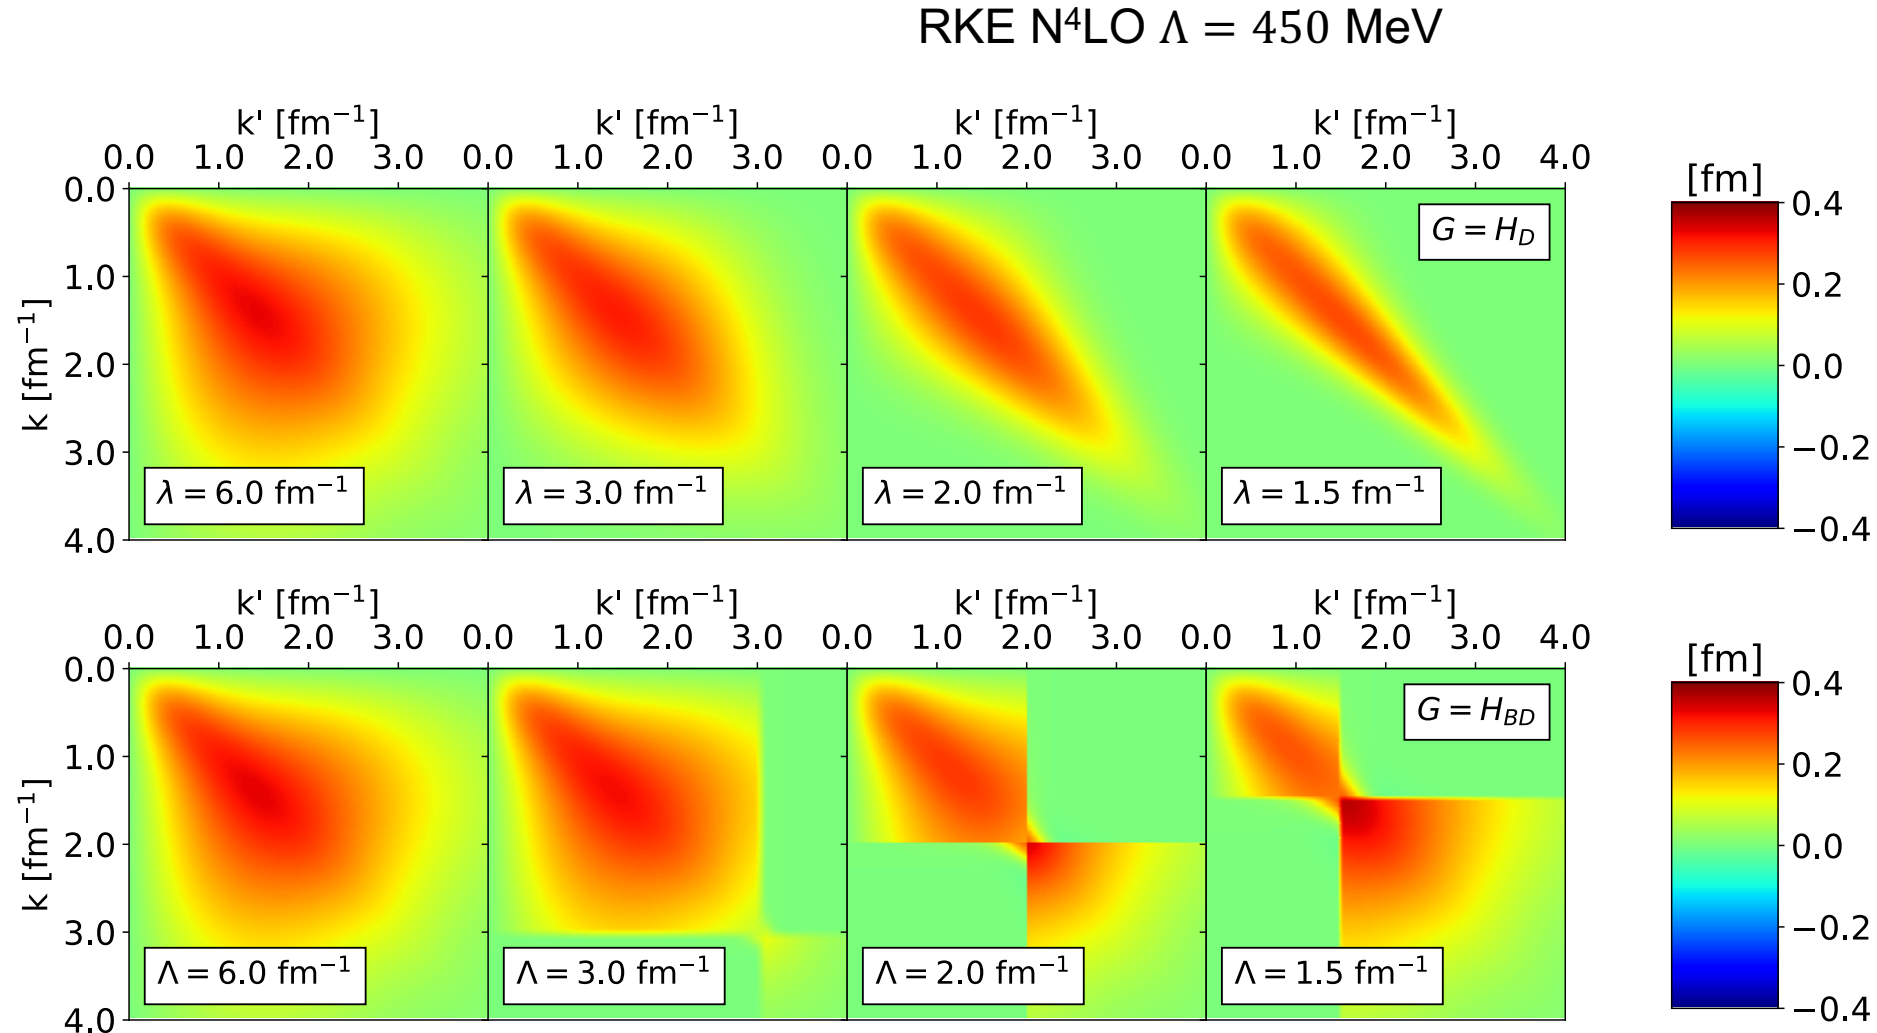 RKE N⁴LO Λ = 450 MeV
k' [fm⁻¹] k' [fm⁻¹] k' [fm⁻¹] k' [fm⁻¹]
0.0 1.0 2.0 3.0 0.0 1.0 2.0 3.0 0.0 1.0 2.0 3.0 0.0 1.0 2.0 3.0 4.0
[fm]
k [fm⁻¹]
0.0
1.0
2.0
3.0
4.0
G = H_D
λ = 6.0 fm⁻¹
λ = 3.0 fm⁻¹
λ = 2.0 fm⁻¹
λ = 1.5 fm⁻¹
0.4
0.2
0.0
−0.2
−0.4
k' [fm⁻¹] k' [fm⁻¹] k' [fm⁻¹] k' [fm⁻¹]
0.0 1.0 2.0 3.0 0.0 1.0 2.0 3.0 0.0 1.0 2.0 3.0 0.0 1.0 2.0 3.0 4.0
[fm]
k [fm⁻¹]
0.0
1.0
2.0
3.0
4.0
G = H_BD
Λ = 6.0 fm⁻¹
Λ = 3.0 fm⁻¹
Λ = 2.0 fm⁻¹
Λ = 1.5 fm⁻¹
0.4
0.2
0.0
−0.2
−0.4